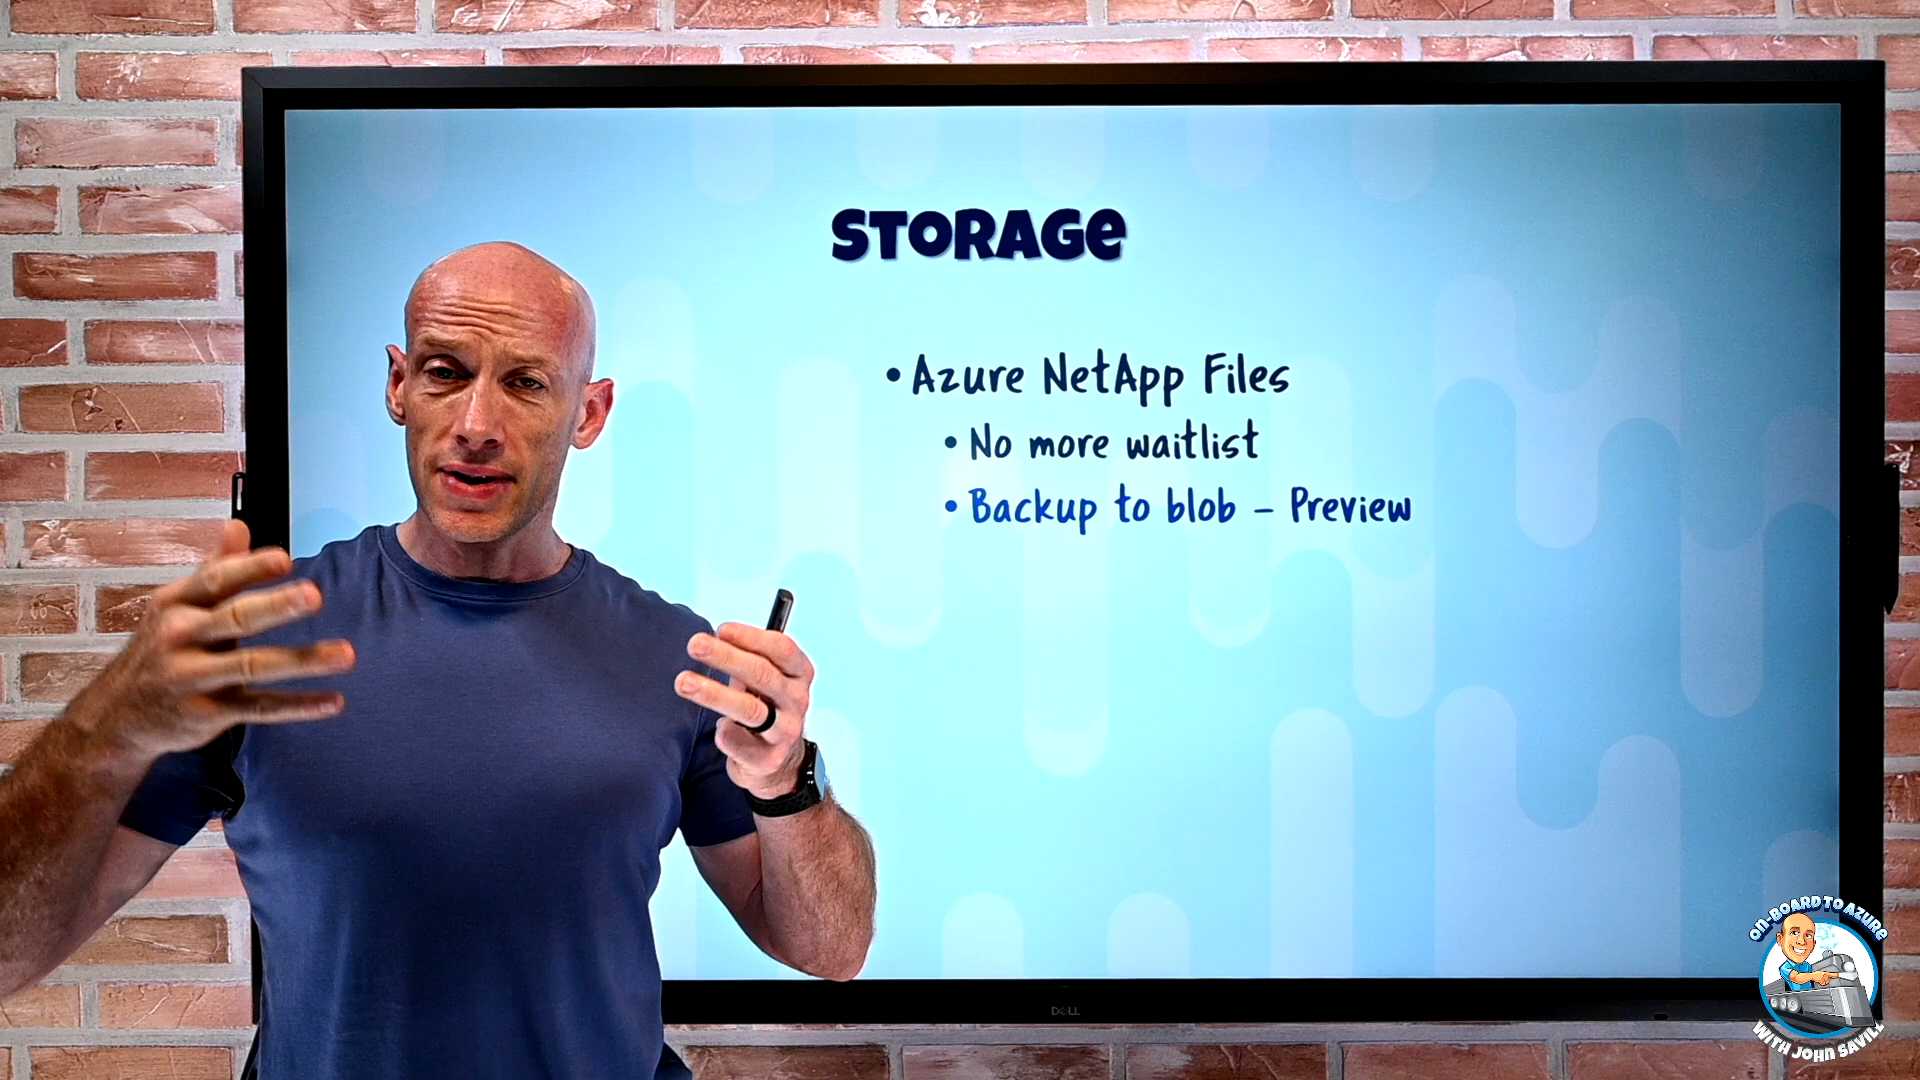 STORAGE
• Azure NetApp Files
• No more waitlist
• Backup to blob – Preview
DELL
ON-BOARD TO AZURE
WITH JOHN SAVILL